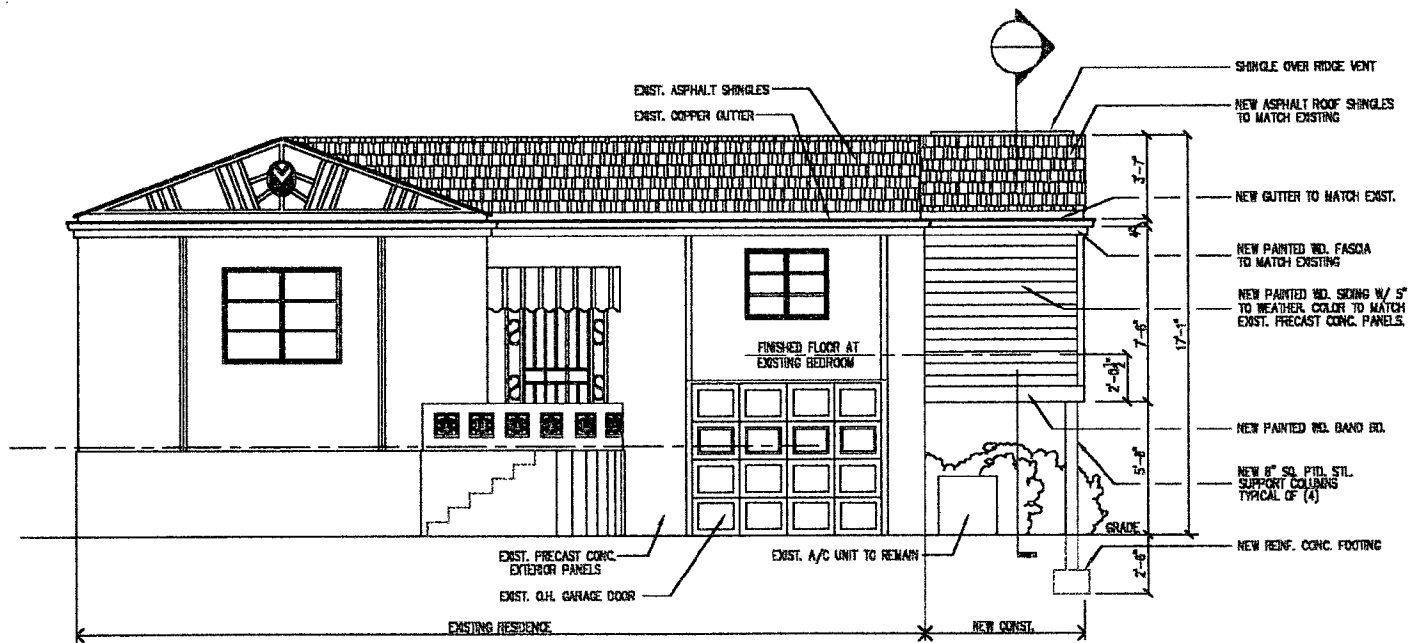 SHINGLE OVER RIDGE VENT
EXIST. ASPHALT SHINGLES
NEW ASPHALT ROOF SHINGLES
TO MATCH EXISTING
EXIST. COPPER GUTTER
3'-7"
NEW GUTTER TO MATCH EXIST.
NEW PAINTED WD. FASCIA
TO MATCH EXISTING
NEW PAINTED WD. SIDING W/ 5"
TO WEATHER. COLOR TO MATCH
EXIST. PRECAST CONC. PANELS.
7'-6"
17'-1"
FINISHED FLOOR AT
EXISTING BEDROOM
2'-0½"
NEW PAINTED WD. BAND BD.
5'-8"
NEW 8" SQ. PTD. STL.
SUPPORT COLUMNS
TYPICAL OF (4)
GRADE
EXIST. PRECAST CONC.
EXTERIOR PANELS
EXIST. A/C UNIT TO REMAIN
NEW REINF. CONC. FOOTING
2'-6"
EXIST. O.H. GARAGE DOOR
EXISTING RESIDENCE
NEW CONST.